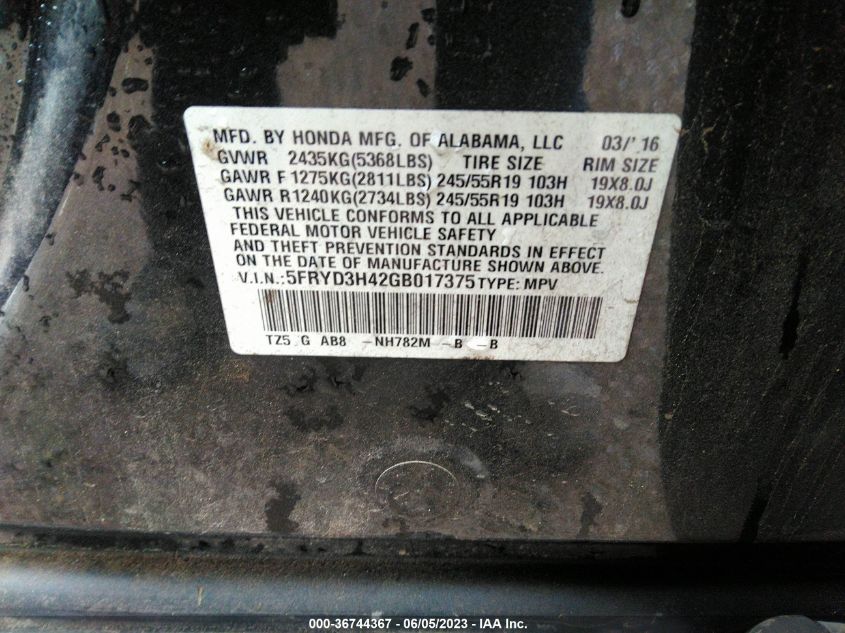 MFD. BY HONDA MFG. OF ALABAMA, LLC 03/' 16
GVWR 2435KG(5368LBS) TIRE SIZE RIM SIZE
GAWR F 1275KG(2811LBS) 245/55R19 103H 19X8.0J
GAWR R1240KG(2734LBS) 245/55R19 103H 19X8.0J
THIS VEHICLE CONFORMS TO ALL APPLICABLE
FEDERAL MOTOR VEHICLE SAFETY
AND THEFT PREVENTION STANDARDS IN EFFECT
ON THE DATE OF MANUFACTURE SHOWN ABOVE.
V.I.N.:5FRYD3H42GB017375 TYPE: MPV
TZ5 G AB8 -NH782M -B -B
000-36744367 - 06/05/2023 - IAA Inc.